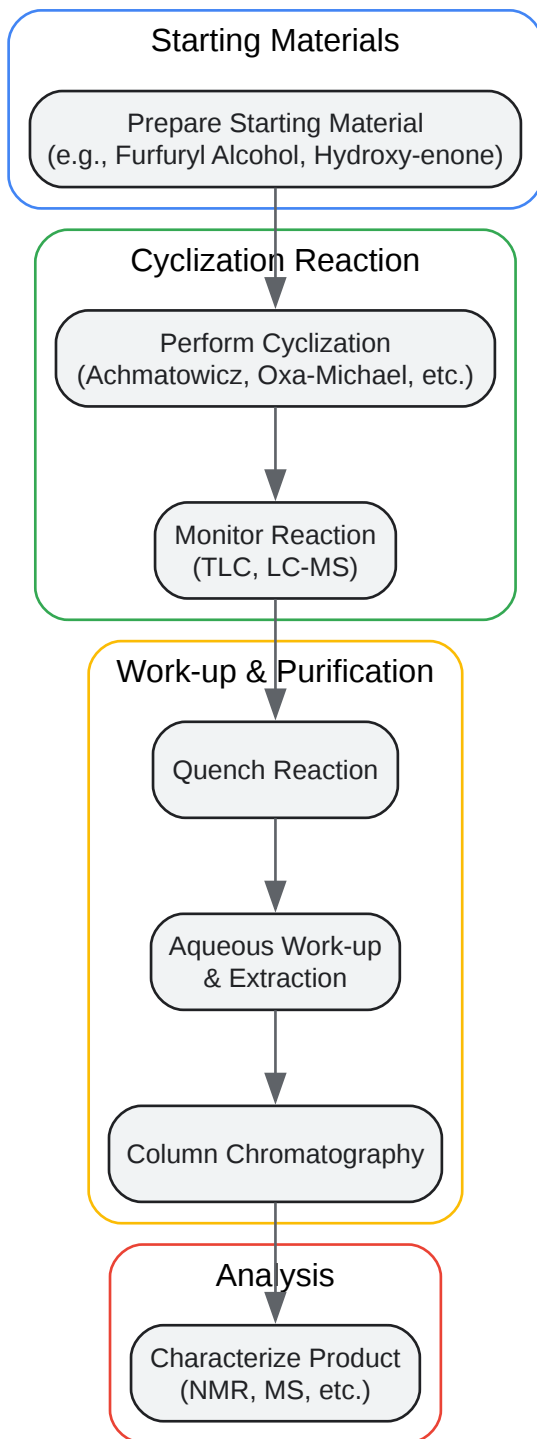 Starting Materials
Prepare Starting Material
(e.g., Furfuryl Alcohol, Hydroxy-enone)
Cyclization Reaction
Perform Cyclization
(Achmatowicz, Oxa-Michael, etc.)
Monitor Reaction
(TLC, LC-MS)
Work-up & Purification
Quench Reaction
Aqueous Work-up
& Extraction
Column Chromatography
Analysis
Characterize Product
(NMR, MS, etc.)